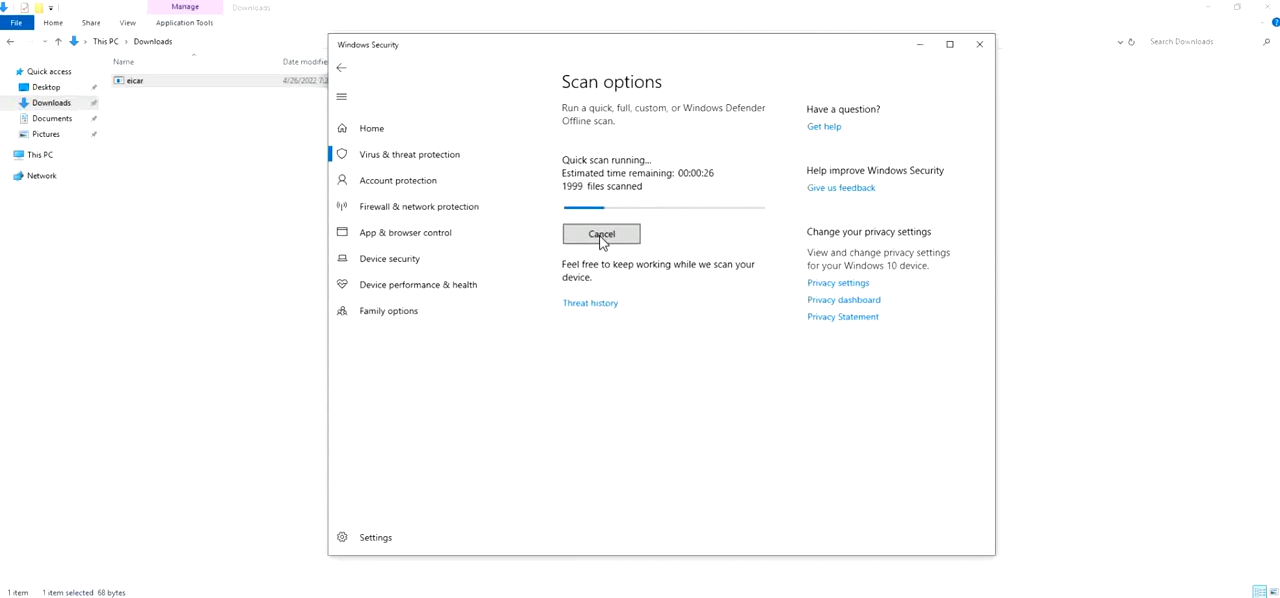 Manage
Downloads
File
Home
Share
View
Application Tools
This PC
Downloads
Search Downloads
Name
Date modifie
Quick access
Desktop
Downloads
Documents
Pictures
This PC
Network
eicar
4/26/2022
Windows Security
Home
Virus & threat protection
Account protection
Firewall & network protection
App & browser control
Device security
Device performance & health
Family options
Settings
Scan options
Run a quick, full, custom, or Windows Defender
Offline scan.
Quick scan running...
Estimated time remaining: 00:00:26
1999 files scanned
Cancel
Feel free to keep working while we scan your
device.
Threat history
Have a question?
Get help
Help improve Windows Security
Give us feedback
Change your privacy settings
View and change privacy settings
for your Windows 10 device.
Privacy settings
Privacy dashboard
Privacy Statement
1 item
1 item selected 68 bytes